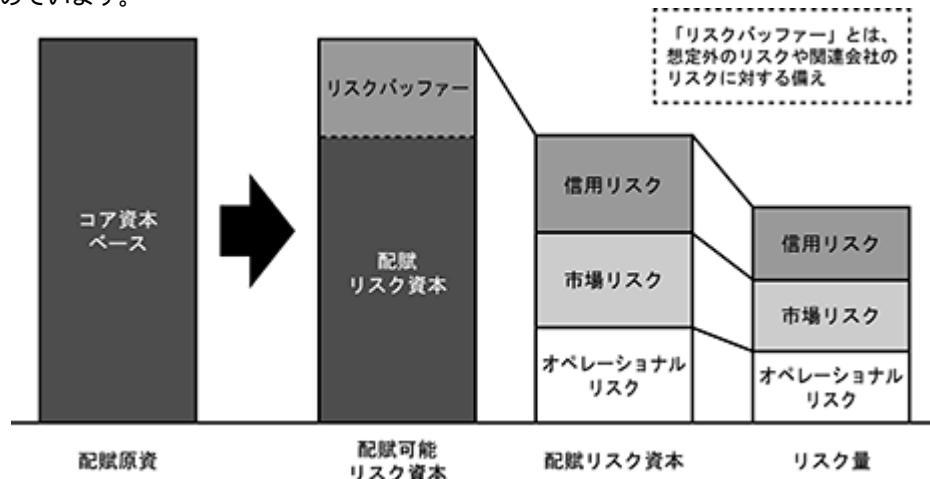 めています。
「リスクバッファー」とは、
想定外のリスクや関連会社の
リスクに対する備え
リスクバッファー
コア資本
ベース
配賦
リスク資本
信用リスク
市場リスク
オペレーショナル
リスク
信用リスク
市場リスク
オペレーショナル
リスク
配賦原資
配賦可能
リスク資本
配賦リスク資本
リスク量